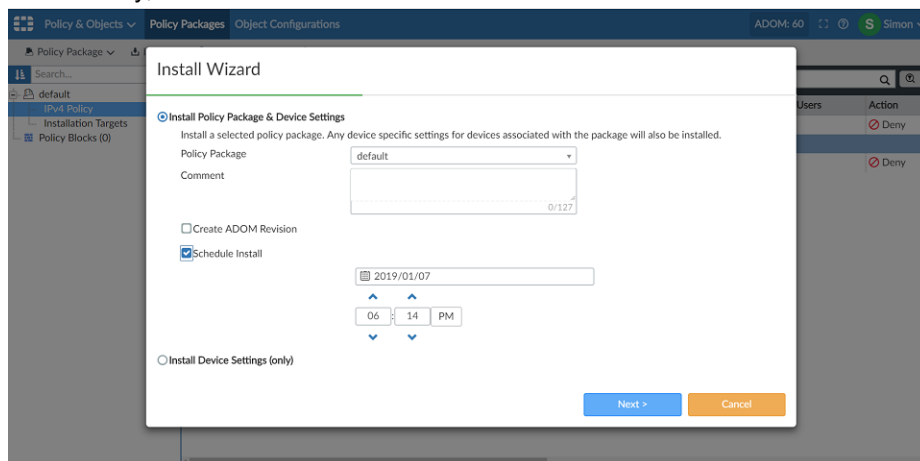 Policy & Objects Policy Packages Object Configurations ADOM: 60 S Simon
Policy Package
Search...
default
IPv4 Policy
Installation Targets
Policy Blocks (0)
Users Action
Deny
Deny
Install Wizard
Install Policy Package & Device Settings
Install a selected policy package. Any device specific settings for devices associated with the package will also be installed.
Policy Package default
Comment
0/127
Create ADOM Revision
Schedule Install
2019/01/07
06 : 14 PM
Install Device Settings (only)
Next > Cancel